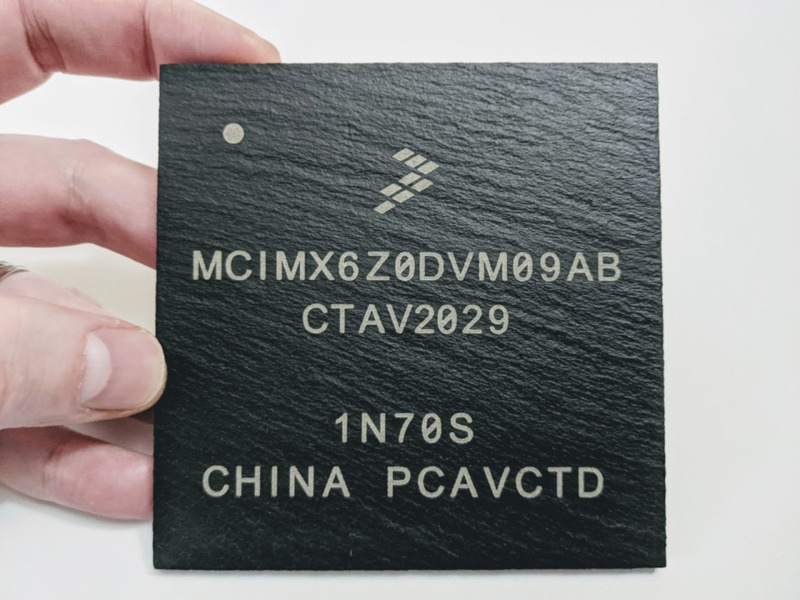 MCIMX6Z0DVM09AB
CTAV2029
1N70S
CHINA PCAVCTD